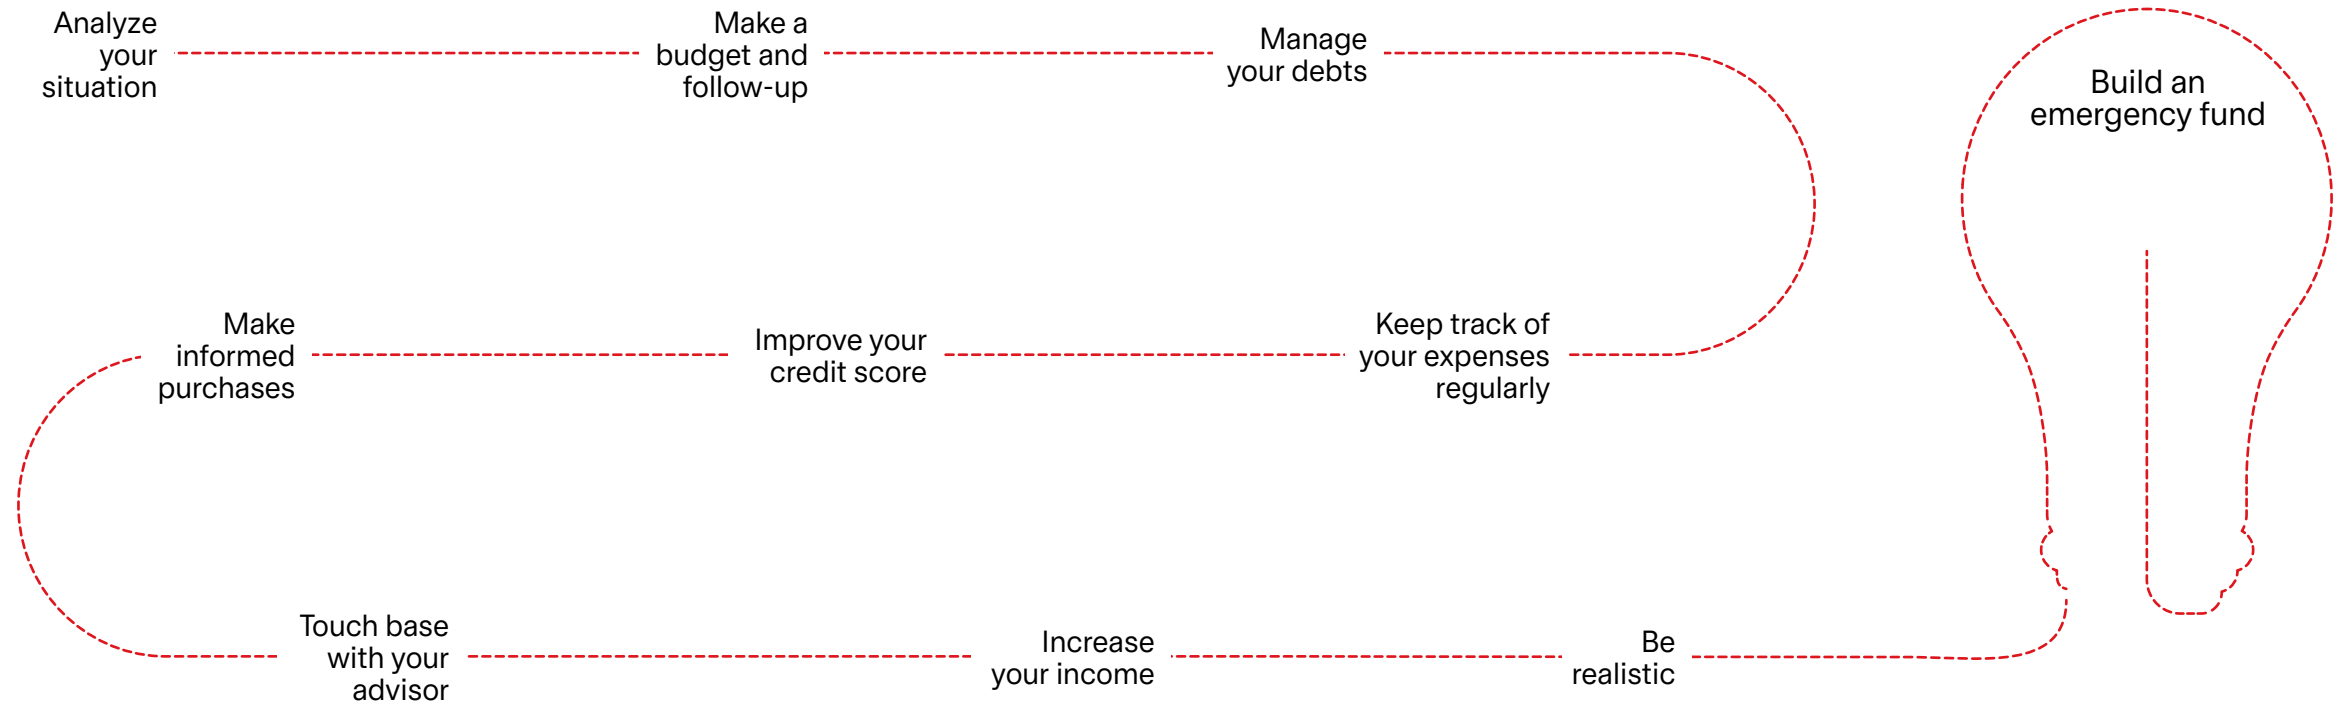 Analyze
your
situation
Make a
budget and
follow-up
Manage
your debts
Keep track of
your expenses
regularly
Improve your
credit score
Make
informed
purchases
Touch base
with your
advisor
Increase
your income
Be
realistic
Build an
emergency fund